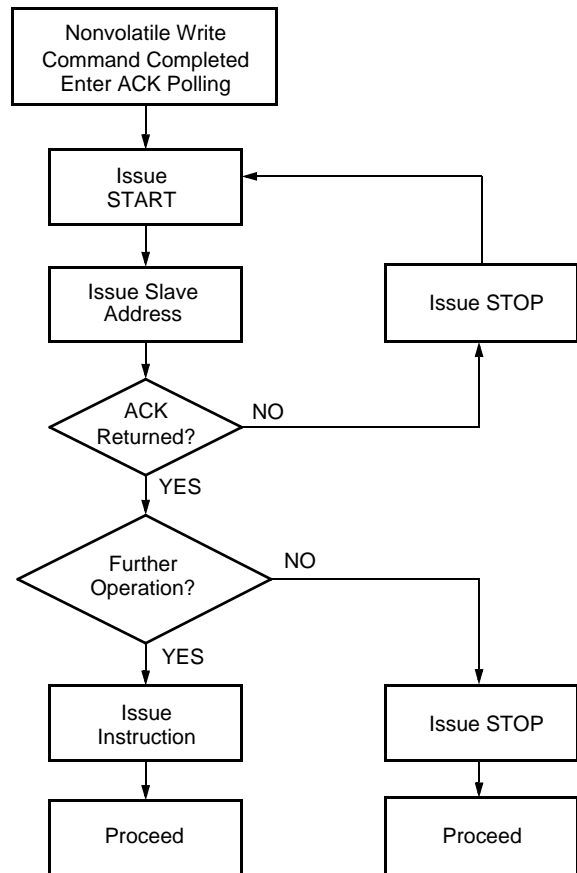 Nonvolatile Write
Command Completed
Enter ACK Polling
Issue
START
Issue Slave
Address
Issue STOP
ACK
Returned?
NO
YES
Further
Operation?
NO
YES
Issue
Instruction
Issue STOP
Proceed
Proceed